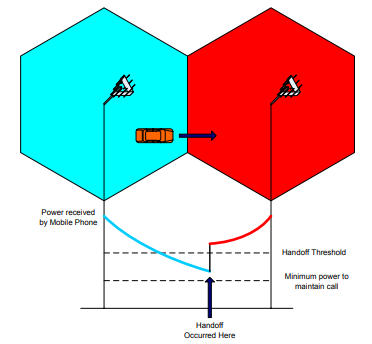 Power received
by Mobile Phone
Handoff Threshold
Minimum power to
maintain call
Handoff
Occurred Here